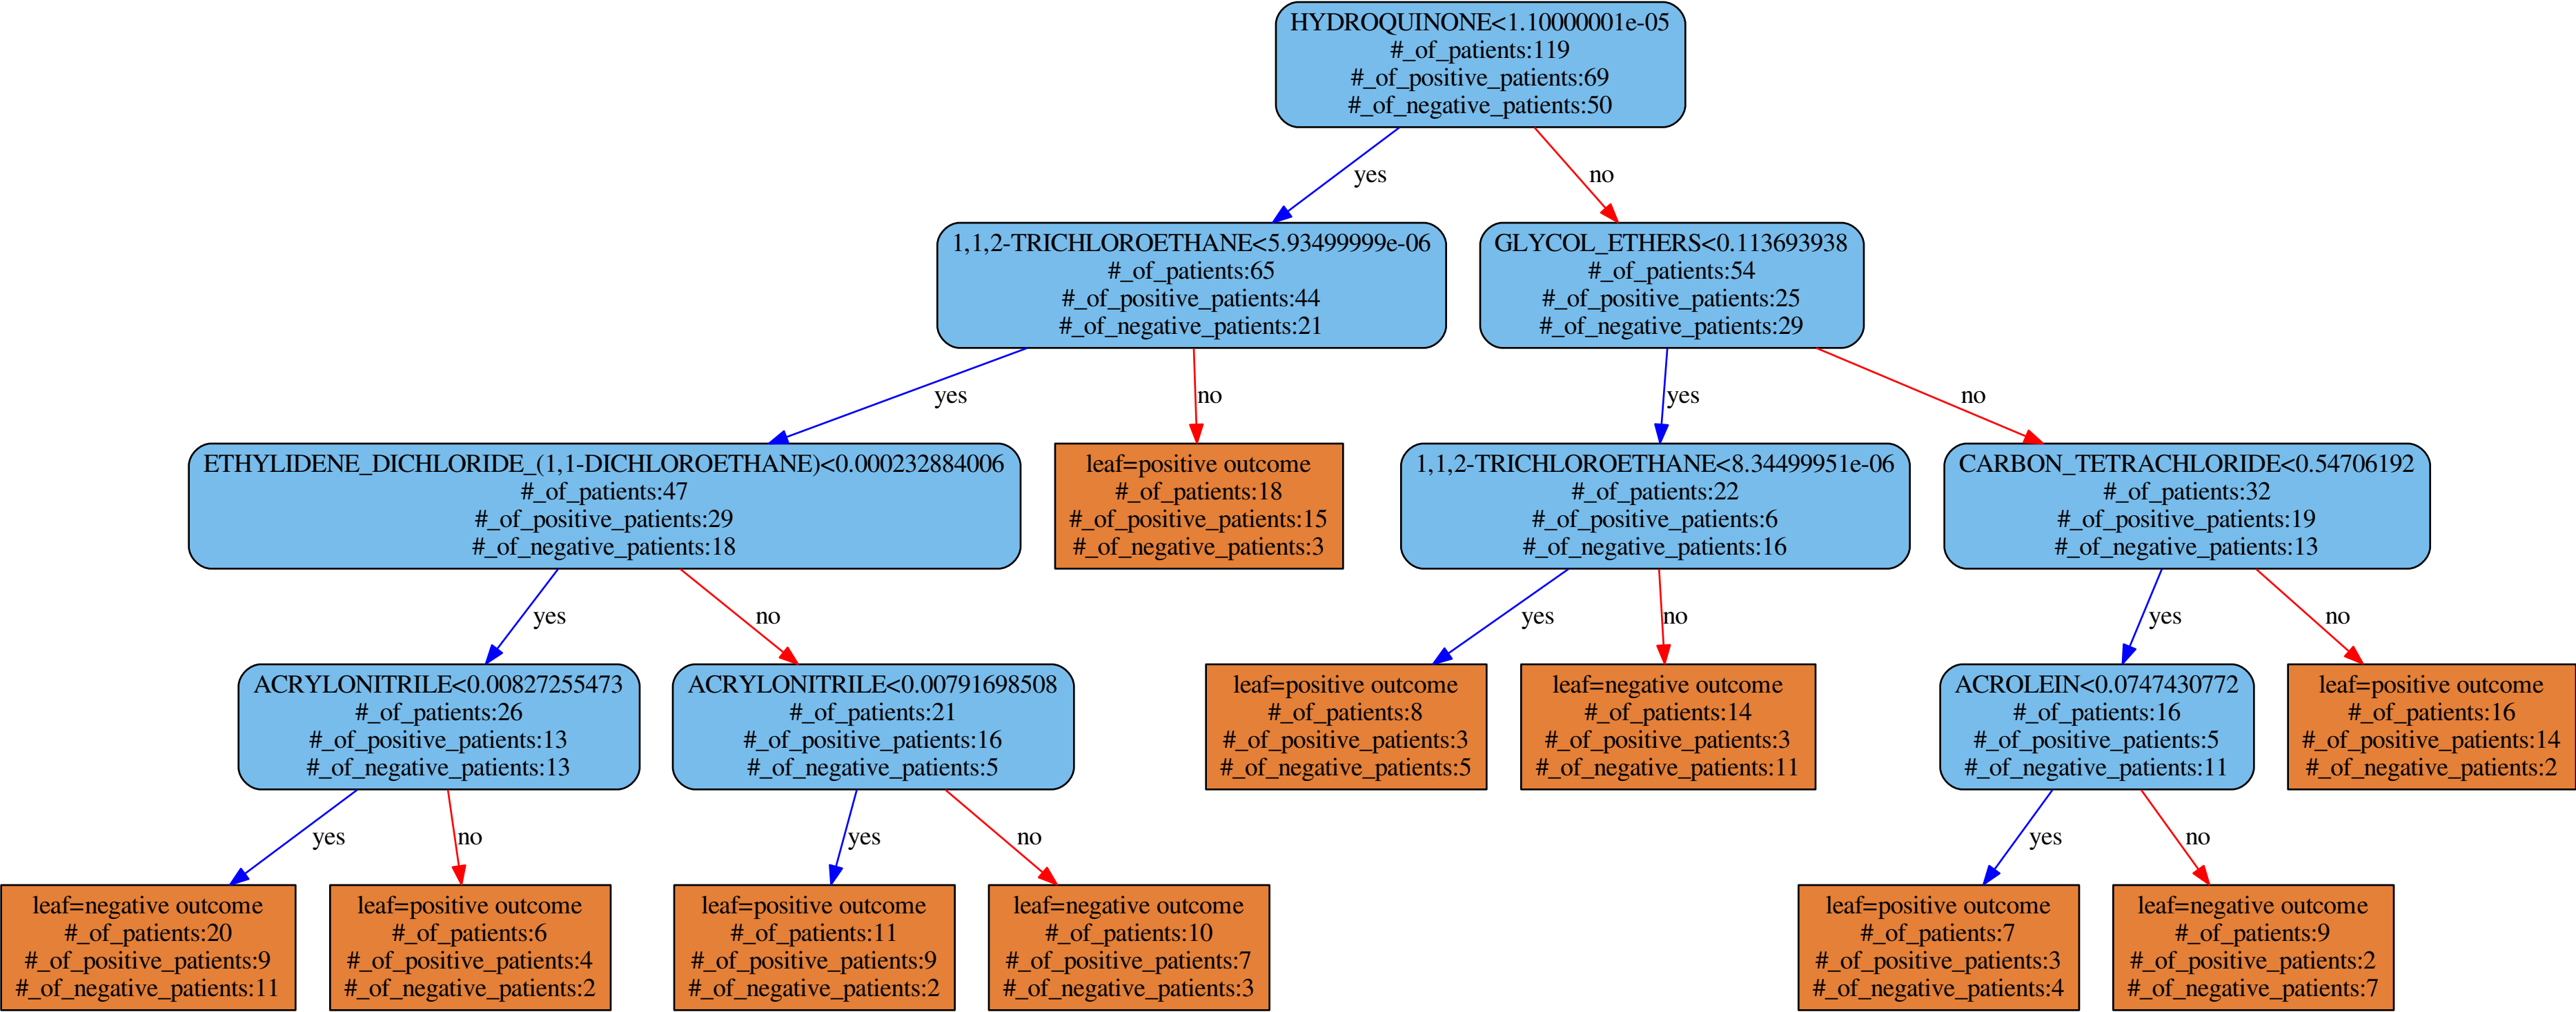 HYDROQUINONE<1.10000001e-05
#_of_patients:119
#_of_positive_patients:69
#_of_negative_patients:50
yes
no
1,1,2-TRICHLOROETHANE<5.93499999e-06
#_of_patients:65
#_of_positive_patients:44
#_of_negative_patients:21
GLYCOL_ETHERS<0.113693938
#_of_patients:54
#_of_positive_patients:25
#_of_negative_patients:29
yes
no
yes
no
ETHYLIDENE_DICHLORIDE_(1,1-DICHLOROETHANE)<0.000232884006
#_of_patients:47
#_of_positive_patients:29
#_of_negative_patients:18
leaf=positive outcome
#_of_patients:18
#_of_positive_patients:15
#_of_negative_patients:3
1,1,2-TRICHLOROETHANE<8.34499951e-06
#_of_patients:22
#_of_positive_patients:6
#_of_negative_patients:16
CARBON_TETRACHLORIDE<0.54706192
#_of_patients:32
#_of_positive_patients:19
#_of_negative_patients:13
yes
no
yes
no
yes
no
ACRYLONITRILE<0.00827255473
#_of_patients:26
#_of_positive_patients:13
#_of_negative_patients:13
ACRYLONITRILE<0.00791698508
#_of_patients:21
#_of_positive_patients:16
#_of_negative_patients:5
leaf=positive outcome
#_of_patients:8
#_of_positive_patients:3
#_of_negative_patients:5
leaf=negative outcome
#_of_patients:14
#_of_positive_patients:3
#_of_negative_patients:11
ACROLEIN<0.0747430772
#_of_patients:16
#_of_positive_patients:5
#_of_negative_patients:11
leaf=positive outcome
#_of_patients:16
#_of_positive_patients:14
#_of_negative_patients:2
yes
no
yes
no
yes
no
leaf=negative outcome
#_of_patients:20
#_of_positive_patients:9
#_of_negative_patients:11
leaf=positive outcome
#_of_patients:6
#_of_positive_patients:4
#_of_negative_patients:2
leaf=positive outcome
#_of_patients:11
#_of_positive_patients:9
#_of_negative_patients:2
leaf=negative outcome
#_of_patients:10
#_of_positive_patients:7
#_of_negative_patients:3
leaf=positive outcome
#_of_patients:7
#_of_positive_patients:3
#_of_negative_patients:4
leaf=negative outcome
#_of_patients:9
#_of_positive_patients:2
#_of_negative_patients:7